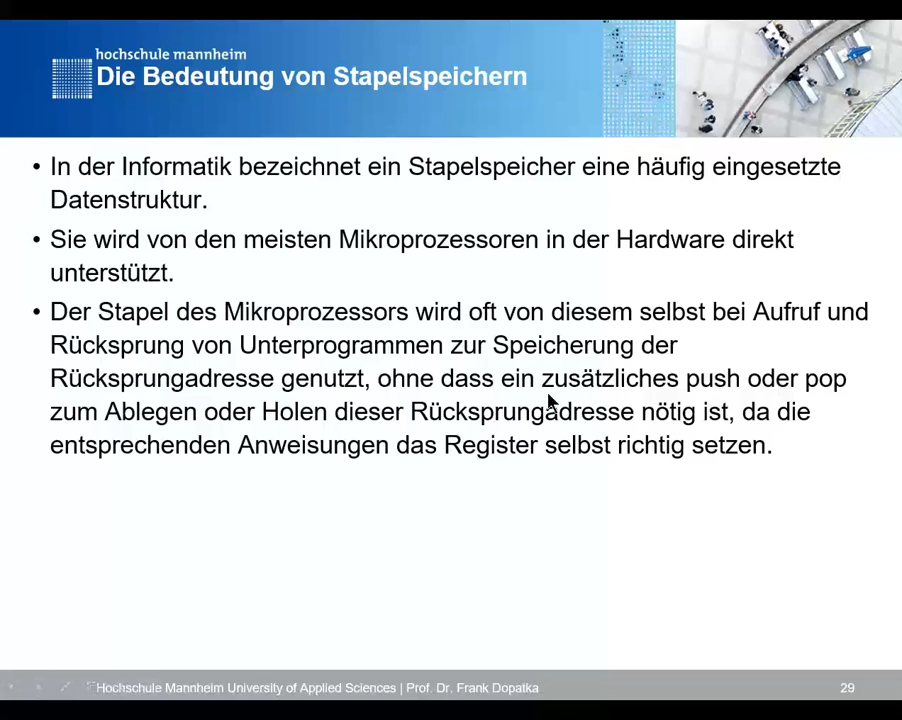 hochschule mannheim
Die Bedeutung von Stapelspeichern
• In der Informatik bezeichnet ein Stapelspeicher eine häufig eingesetzte
Datenstruktur.
• Sie wird von den meisten Mikroprozessoren in der Hardware direkt
unterstützt.
• Der Stapel des Mikroprozessors wird oft von diesem selbst bei Aufruf und
Rücksprung von Unterprogrammen zur Speicherung der
Rücksprungadresse genutzt, ohne dass ein zusätzliches push oder pop
zum Ablegen oder Holen dieser Rücksprungadresse nötig ist, da die
entsprechenden Anweisungen das Register selbst richtig setzen.
Hochschule Mannheim University of Applied Sciences | Prof. Dr. Frank Dopatka
29